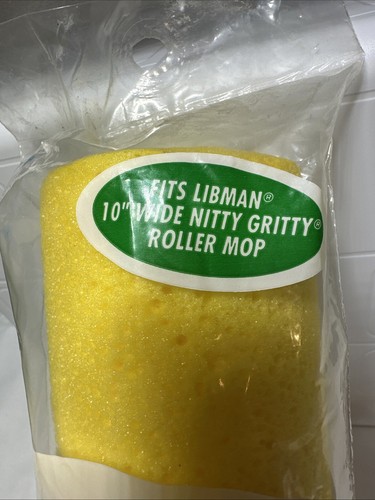 FITS LIBMAN®
10" WIDE NITTY GRITTY®
ROLLER MOP